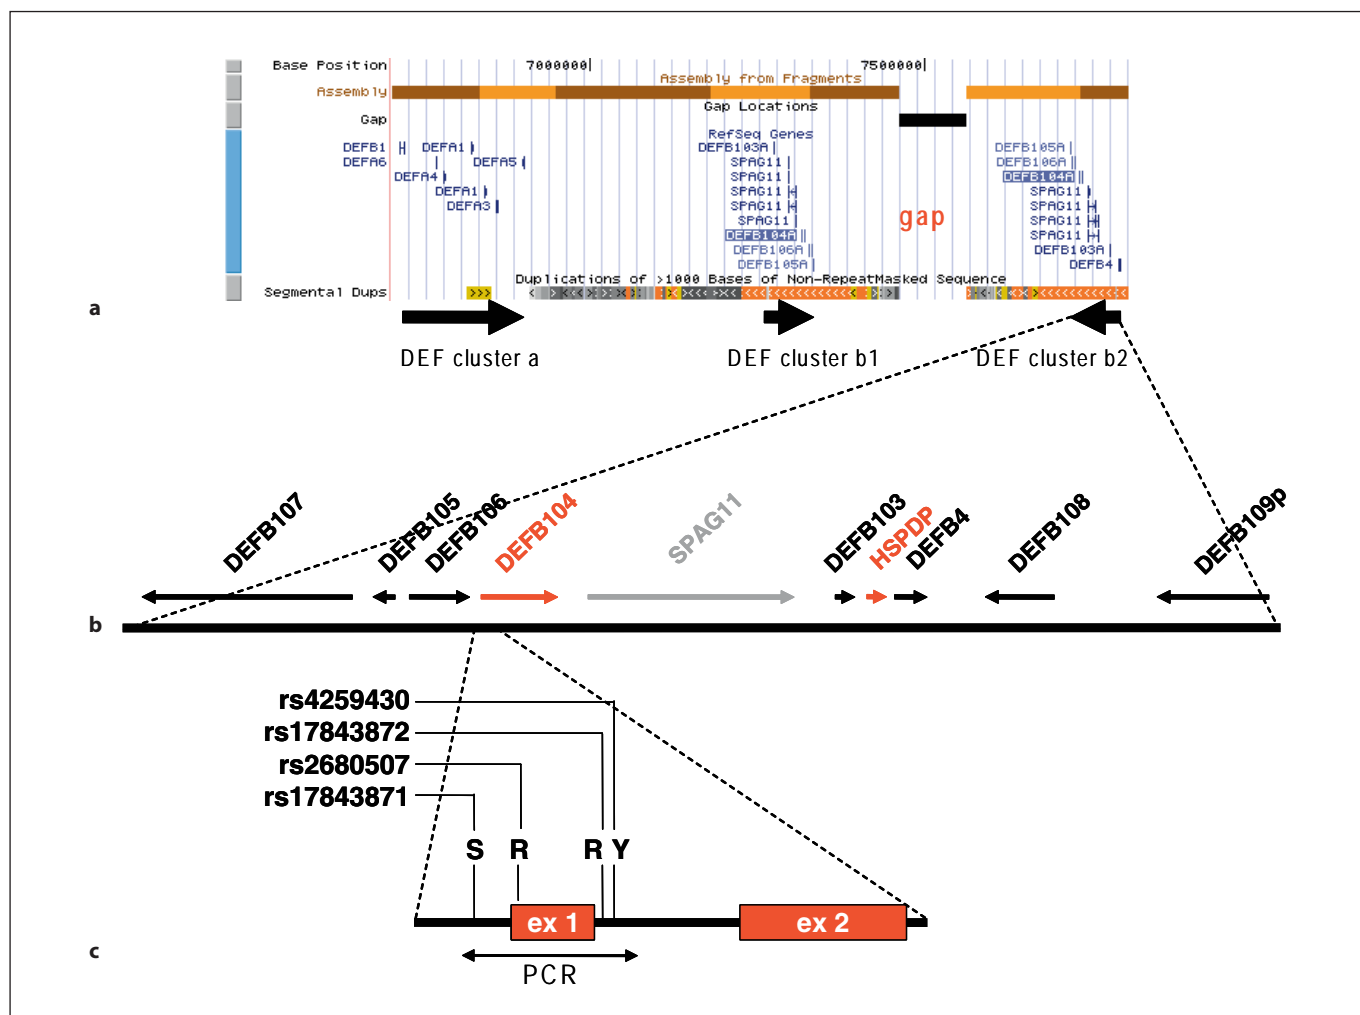 Base Position 7000000| 7500000|
Assembly from Fragments
Assembly
Gap Locations
Gap
RefSeq Genes
DEFB1 DEFA1 DEFB103A DEFB105A
DEFA6 DEFA5 SPAG11 DEFB106A
DEFA4 SPAG11 DEFB104A
DEFA1 SPAG11 SPAG11
DEFA3 SPAG11 SPAG11
SPAG11 gap SPAG11
DEFB104A SPAG11
DEFB106A DEFB103A
DEFB105A DEFB4
Duplications of >1000 Bases of Non-RepeatMasked Sequence
Segmental Dups
a
DEF cluster a DEF cluster b1 DEF cluster b2
DEFB107 DEFB105 DEFB106 DEFB104 SPAG11 DEFB103 HSPDP DEFB4 DEFB108 DEFB109p
b
rs4259430
rs17843872
rs2680507
rs17843871
S R R Y
ex 1 ex 2
c
PCR